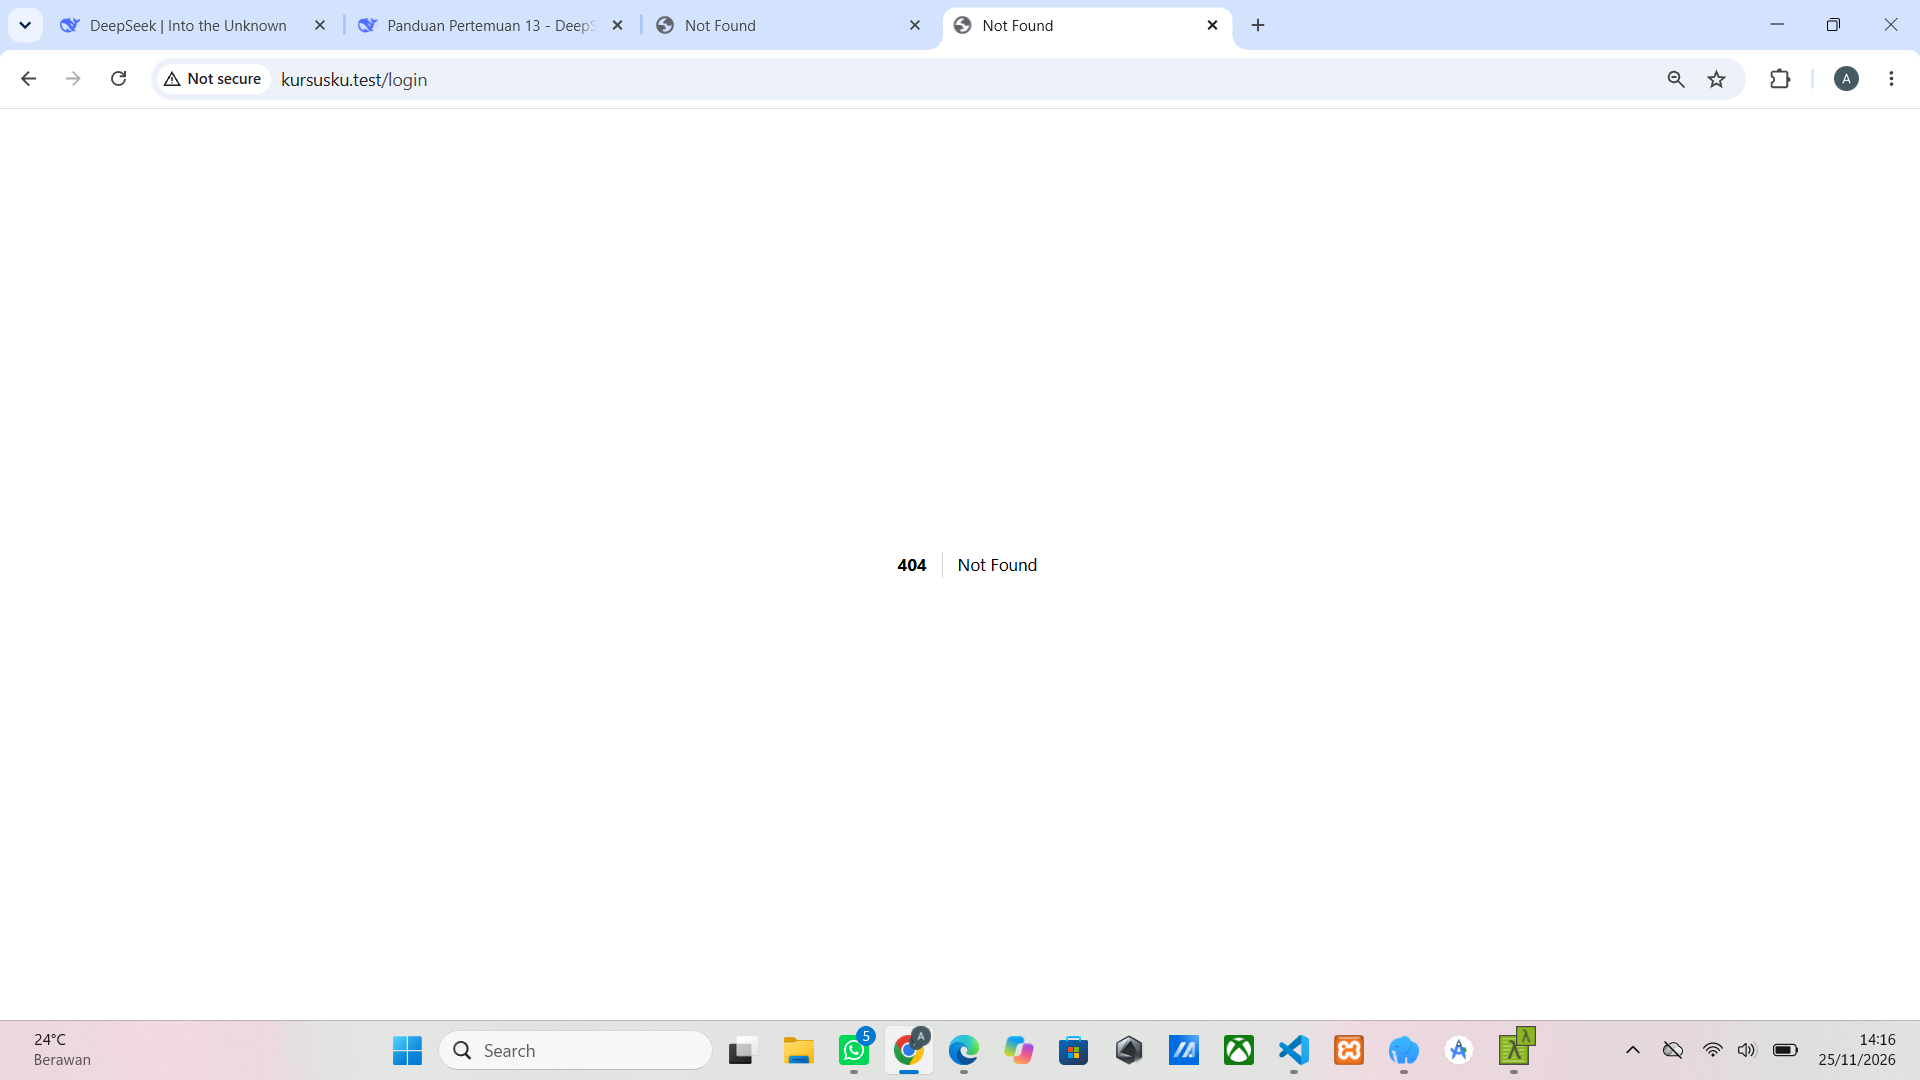 DeepSeek | Into the Unknown
Panduan Pertemuan 13 - Deep
Not Found
Not Found
Not secure
kursusku.test/login
A
404
Not Found
24°C
Berawan
Search
5
A
14:16
25/11/2026